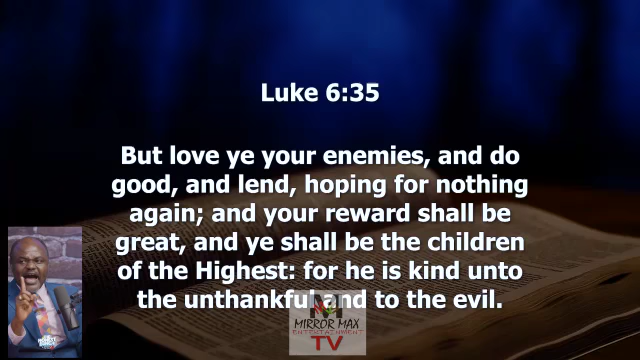 Luke 6:35
But love ye your enemies, and do
good, and lend, hoping for nothing
again; and your reward shall be
great, and ye shall be the children
of the Highest: for he is kind unto
the unthankful and to the evil.
MIRROR MAX
ENTERTAINMENT
TV